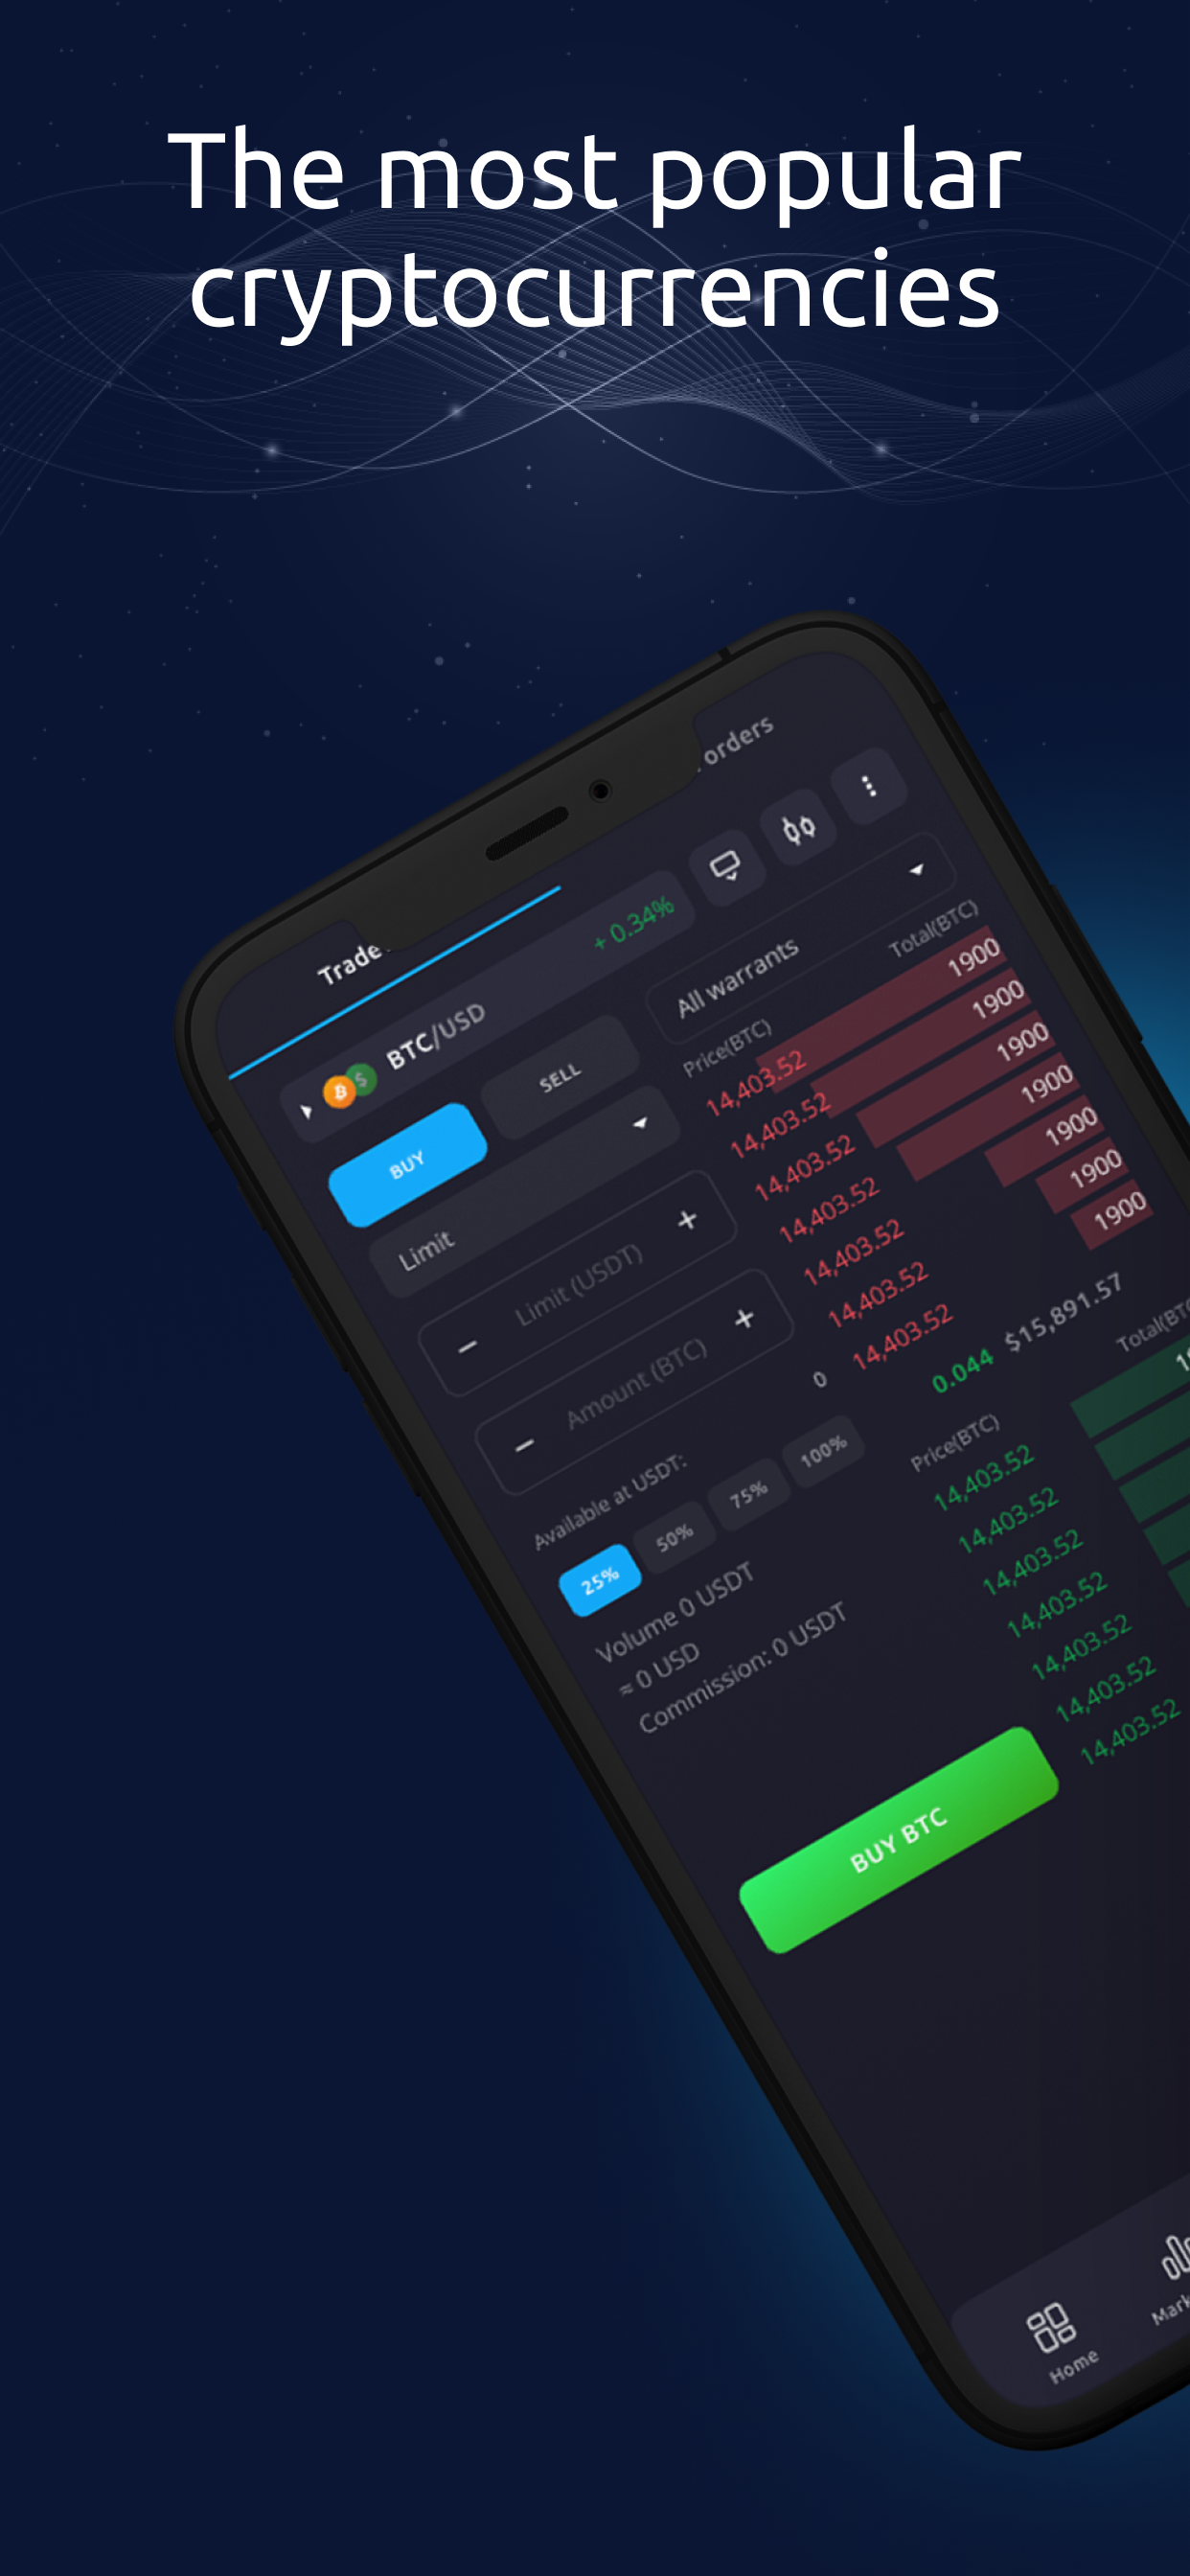 The most popular
cryptocurrencies
Trade
orders
BTC/USD
+ 0.34%
BUY
SELL
All warrants
Limit
Price(BTC)
Total(BTC)
14,403.52
1900
14,403.52
1900
14,403.52
1900
14,403.52
1900
14,403.52
1900
14,403.52
1900
14,403.52
1900
Limit (USDT)
Amount (BTC)
0
0.044
$15,891.57
Available at USDT:
25%
50%
75%
100%
Volume 0 USDT
≈ 0 USD
Commission: 0 USDT
Price(BTC)
14,403.52
14,403.52
14,403.52
14,403.52
14,403.52
14,403.52
14,403.52
BUY BTC
Home